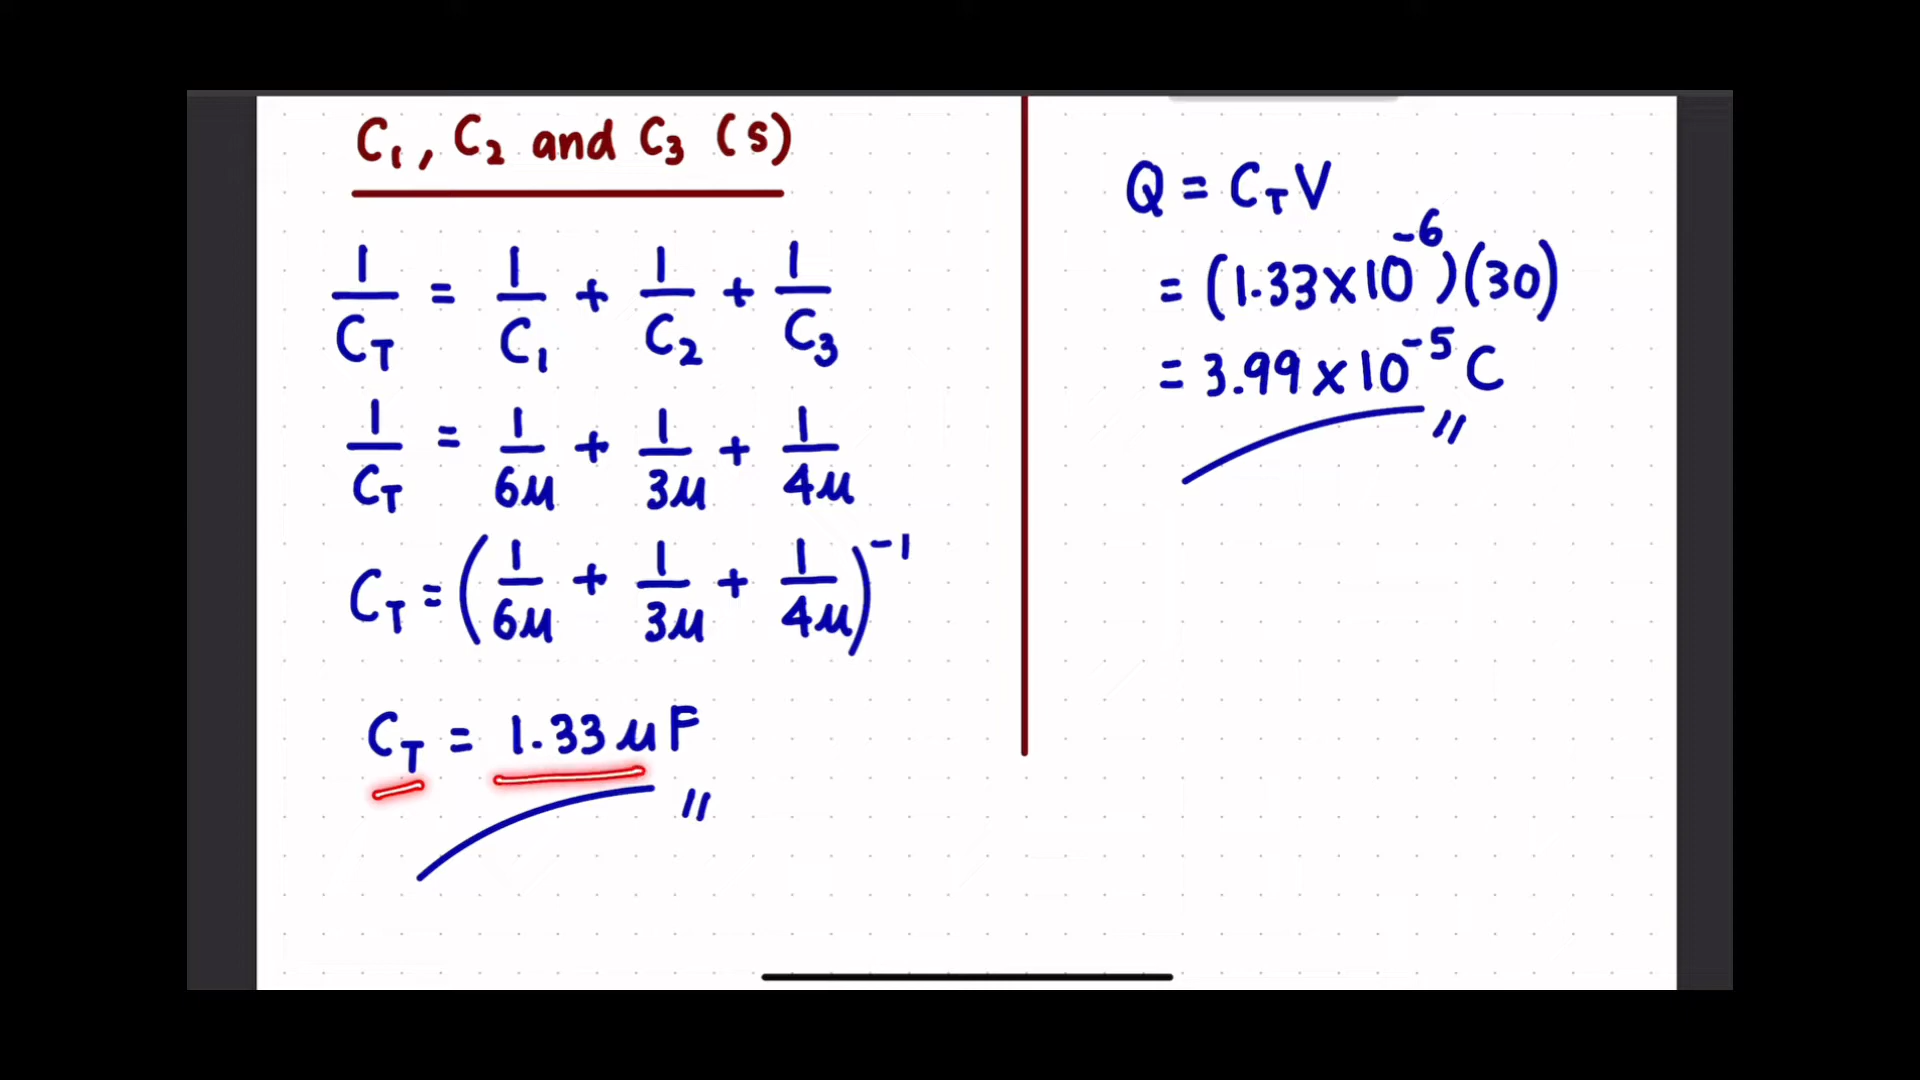 C₁, C₂ and C₃ (s)
1/C_T = 1/C₁ + 1/C₂ + 1/C₃
1/C_T = 1/6μ + 1/3μ + 1/4μ
C_T = (1/6μ + 1/3μ + 1/4μ)⁻¹
C_T = 1.33 μF
Q = C_T V
= (1.33×10⁻⁶)(30)
= 3.99×10⁻⁵ C